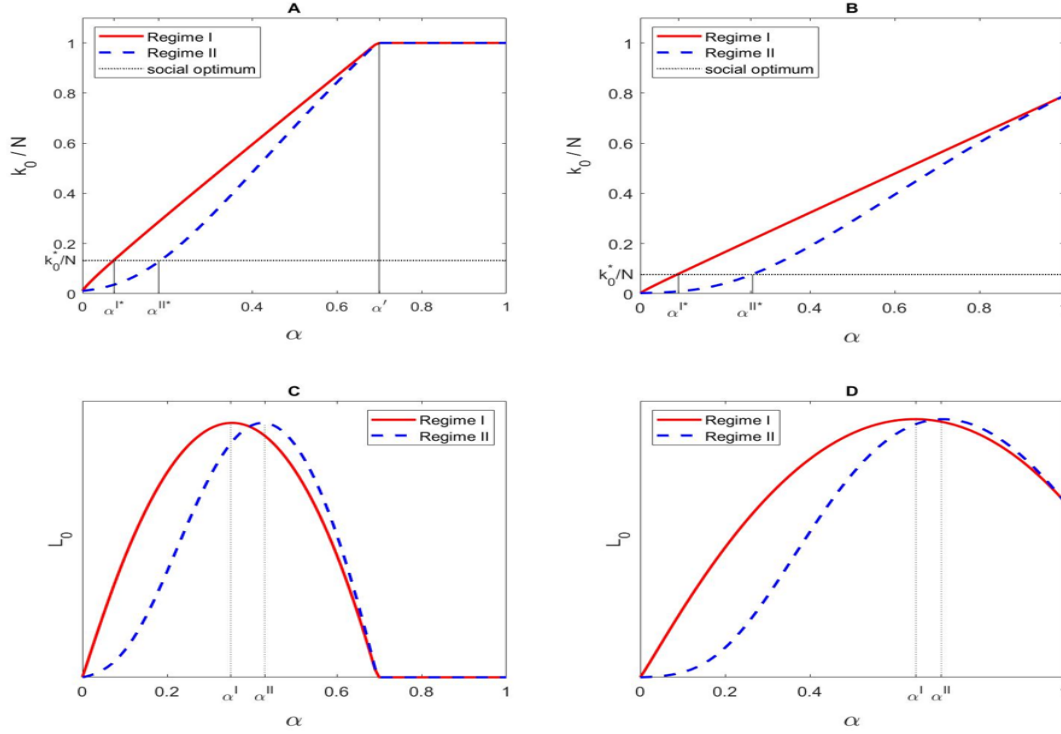 A
Regime I
Regime II
social optimum
k₀ / N
1
0.8
0.6
0.4
0.2
k₀*/N
0
0
α^I*
α^II*
0.4
0.6
α′
0.8
1
α
B
Regime I
Regime II
social optimum
k₀ / N
1
0.8
0.6
0.4
0.2
k₀*/N
0
0
α^I*
α^II*
0.4
0.6
0.8
α
C
Regime I
Regime II
L₀
0
0.2
α^I
α^II
0.6
0.8
1
α
D
Regime I
Regime II
L₀
0
0.2
0.4
α^I
α^II
α